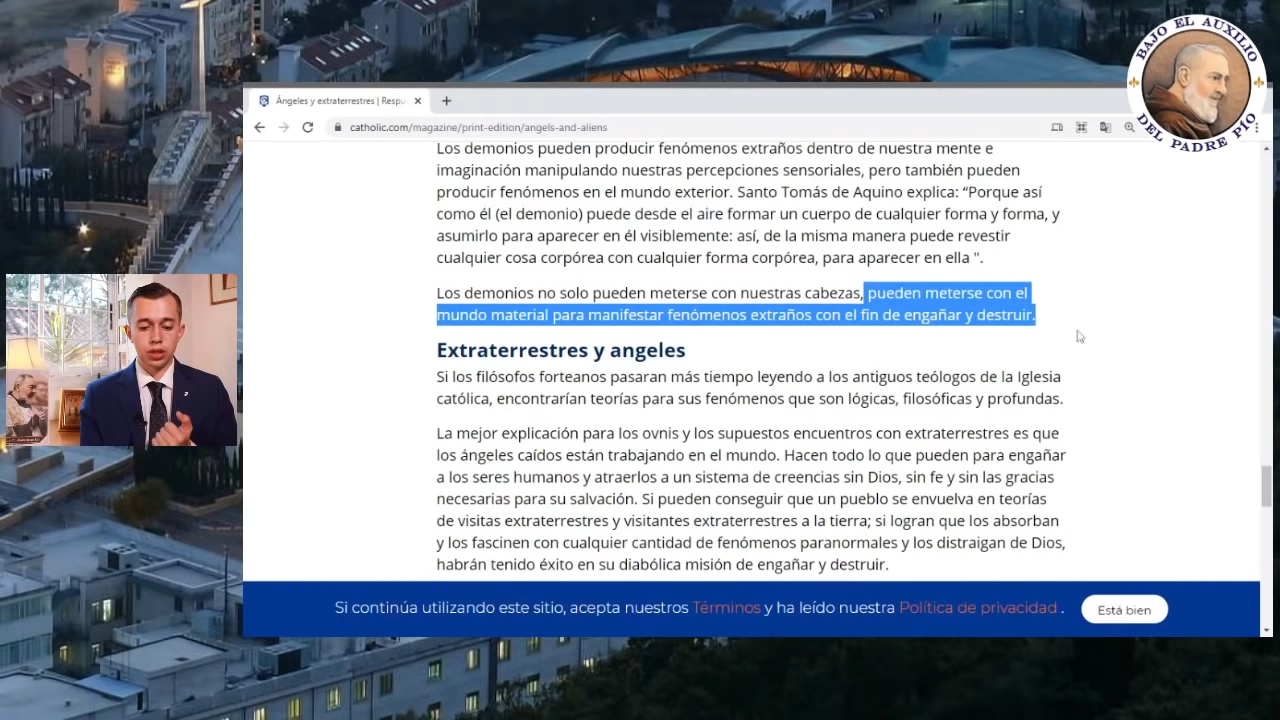 BAJO EL AUXILIO
DEL PADRE PÍO
Ángeles y extraterrestres | Respu
catholic.com/magazine/print-edition/angels-and-aliens
Los demonios pueden producir fenómenos extraños dentro de nuestra mente e
imaginación manipulando nuestras percepciones sensoriales, pero también pueden
producir fenómenos en el mundo exterior. Santo Tomás de Aquino explica: “Porque así
como él (el demonio) puede desde el aire formar un cuerpo de cualquier forma y forma, y
asumirlo para aparecer en él visiblemente: así, de la misma manera puede revestir
cualquier cosa corpórea con cualquier forma corpórea, para aparecer en ella ".
Los demonios no solo pueden meterse con nuestras cabezas, pueden meterse con el
mundo material para manifestar fenómenos extraños con el fin de engañar y destruir.
Extraterrestres y angeles
Si los filósofos forteanos pasaran más tiempo leyendo a los antiguos teólogos de la Iglesia
católica, encontrarían teorías para sus fenómenos que son lógicas, filosóficas y profundas.
La mejor explicación para los ovnis y los supuestos encuentros con extraterrestres es que
los ángeles caídos están trabajando en el mundo. Hacen todo lo que pueden para engañar
a los seres humanos y atraerlos a un sistema de creencias sin Dios, sin fe y sin las gracias
necesarias para su salvación. Si pueden conseguir que un pueblo se envuelva en teorías
de visitas extraterrestres y visitantes extraterrestres a la tierra; si logran que los absorban
y los fascinen con cualquier cantidad de fenómenos paranormales y los distraigan de Dios,
habrán tenido éxito en su diabólica misión de engañar y destruir.
Si continúa utilizando este sitio, acepta nuestros Términos y ha leído nuestra Política de privacidad .
Está bien